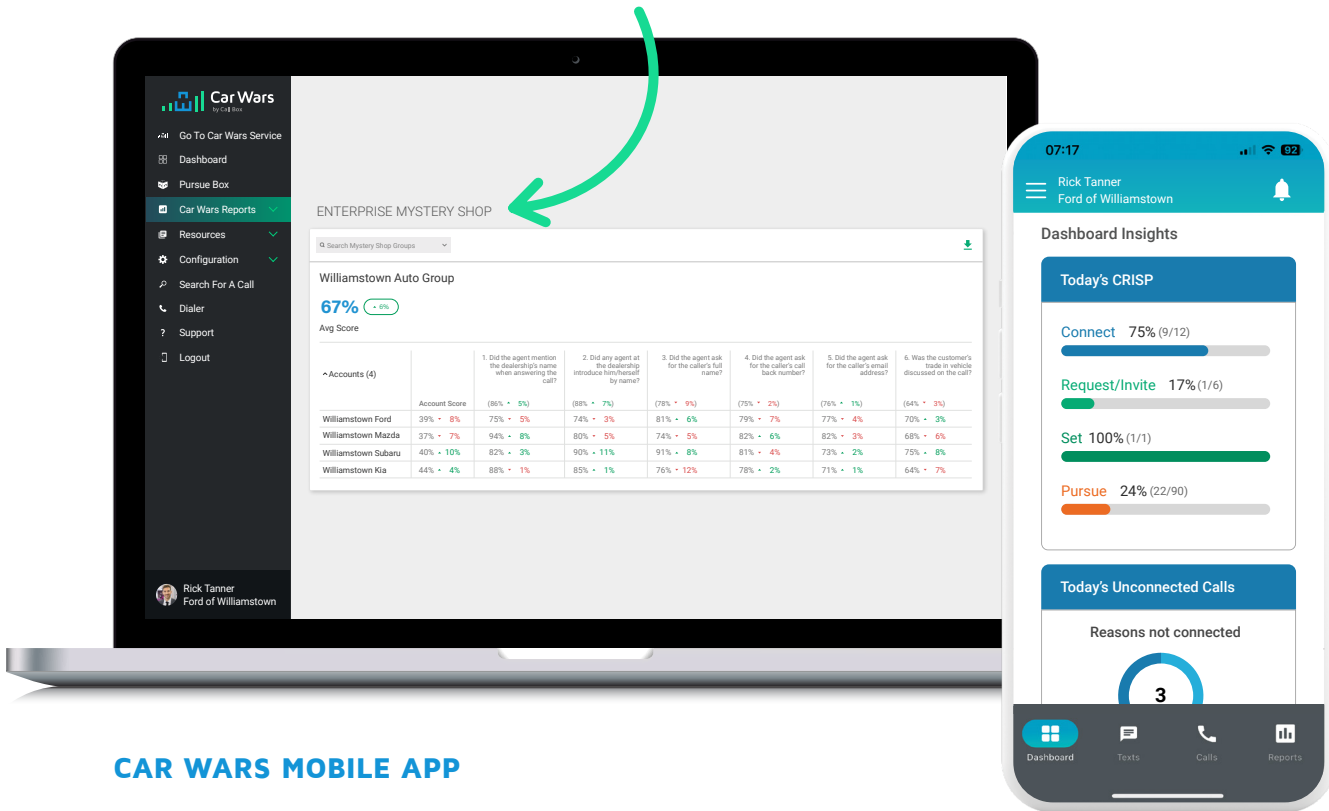 Car Wars
by Call Box
Go To Car Wars Service
Dashboard
Pursue Box
Car Wars Reports
Resources
Configuration
Search For A Call
Dialer
Support
Logout
Rick Tanner
Ford of Williamstown
ENTERPRISE MYSTERY SHOP
Search Mystery Shop Groups
Williamstown Auto Group
67% 6%
Avg Score
Accounts (4)
1. Did the agent mention
the dealership's name
when answering the
call?
2. Did any agent at
the dealership
introduce him/herself
by name?
3. Did the agent ask
for the caller's full
name?
4. Did the agent ask
for the caller's call
back number?
5. Did the agent ask
for the caller's email
address?
6. Was the customer's
trade in vehicle
discussed on the call?
Account Score (86% 5%) (88% 7%) (78% 9%) (75% 2%) (76% 1%) (64% 3%)
Williamstown Ford 39% 8% 75% 5% 74% 3% 81% 6% 79% 7% 77% 4% 70% 3%
Williamstown Mazda 37% 7% 94% 8% 80% 5% 74% 5% 82% 6% 82% 3% 68% 6%
Williamstown Subaru 40% 10% 82% 3% 90% 11% 91% 8% 81% 4% 73% 2% 75% 8%
Williamstown Kia 44% 4% 88% 1% 85% 1% 76% 12% 78% 2% 71% 1% 64% 7%
07:17 92
Rick Tanner
Ford of Williamstown
Dashboard Insights
Today's CRISP
Connect 75% (9/12)
Request/Invite 17% (1/6)
Set 100% (1/1)
Pursue 24% (22/90)
Today's Unconnected Calls
Reasons not connected
3
Dashboard Texts Calls Reports
CAR WARS MOBILE APP